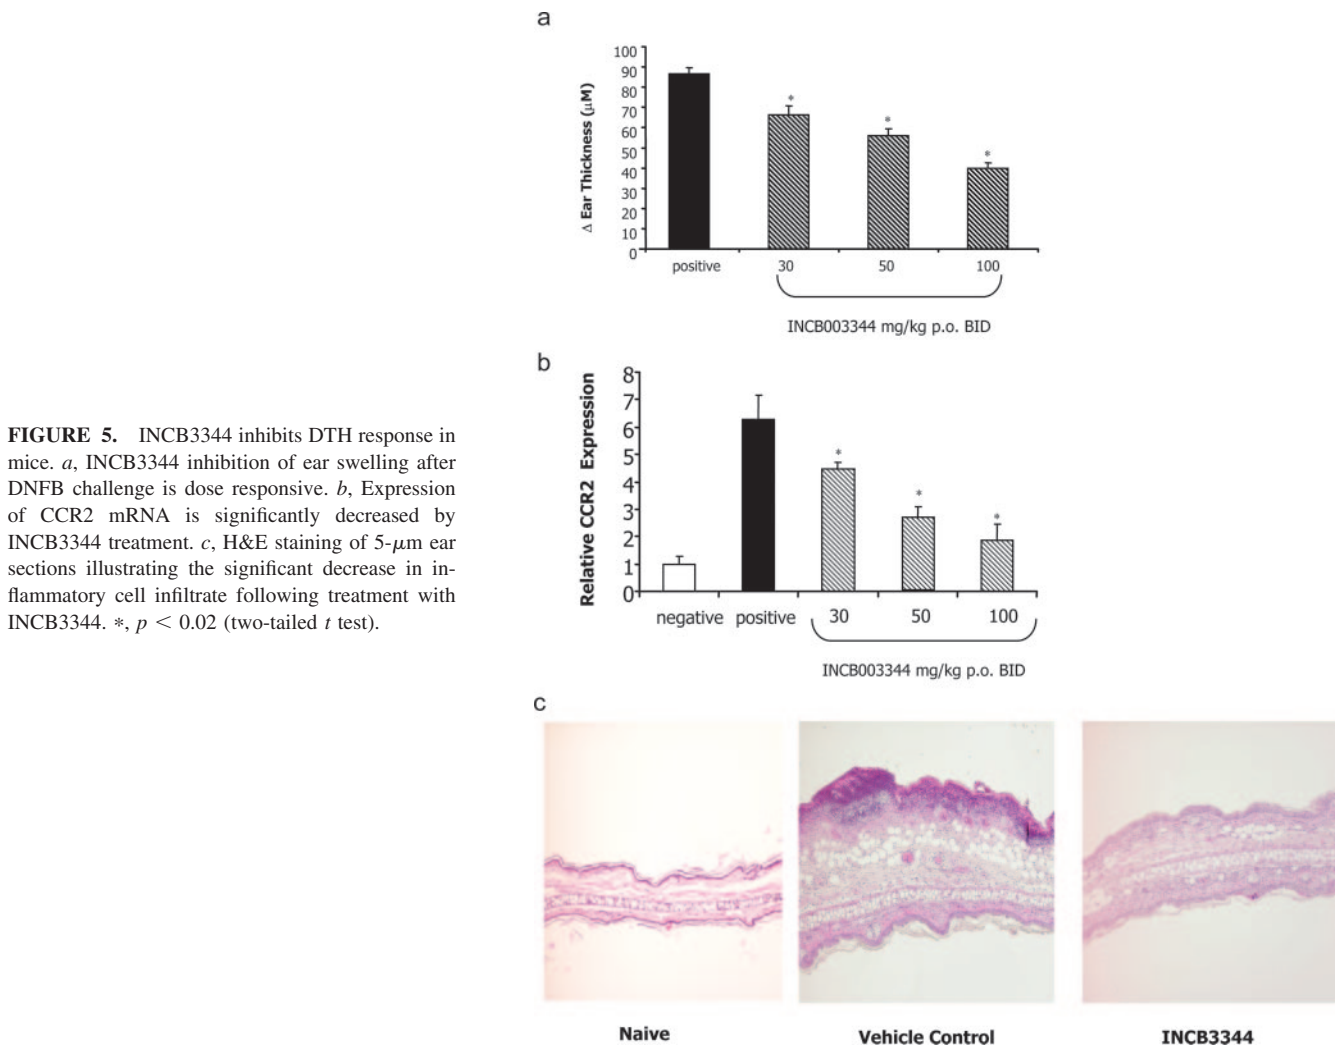 FIGURE 5. INCB3344 inhibits DTH response in
mice. a, INCB3344 inhibition of ear swelling after
DNFB challenge is dose responsive. b, Expression
of CCR2 mRNA is significantly decreased by
INCB3344 treatment. c, H&E staining of 5-μm ear
sections illustrating the significant decrease in in-
flammatory cell infiltrate following treatment with
INCB3344. *, p < 0.02 (two-tailed t test).
a
Δ Ear Thickness (μM)
100
90
80
70
60
50
40
30
20
10
0
* * *
positive 30 50 100
INCB003344 mg/kg p.o. BID
b
Relative CCR2 Expression
8
7
6
5
4
3
2
1
0
* * *
negative positive 30 50 100
INCB003344 mg/kg p.o. BID
c
Naive Vehicle Control INCB3344